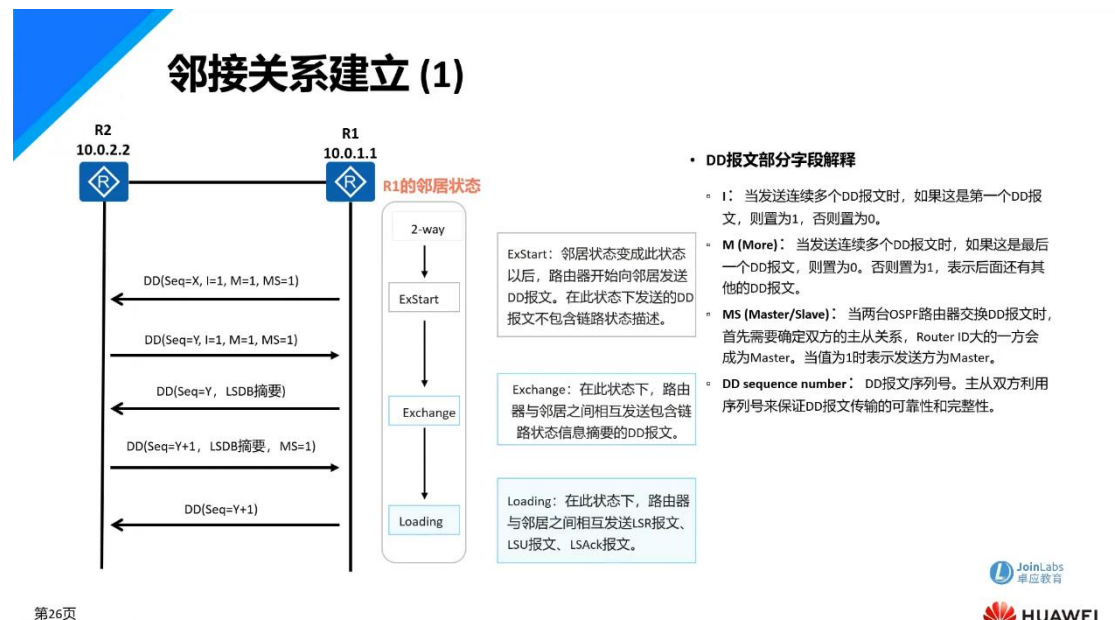 邻接关系建立 (1)
R2
10.0.2.2
R1
10.0.1.1
R
R
R1的邻居状态
2-way
ExStart
Exchange
Loading
DD(Seq=X, I=1, M=1, MS=1)
DD(Seq=Y, I=1, M=1, MS=1)
DD(Seq=Y，LSDB摘要)
DD(Seq=Y+1，LSDB摘要，MS=1)
DD(Seq=Y+1)
ExStart：邻居状态变成此状态
以后，路由器开始向邻居发送
DD报文。在此状态下发送的DD
报文不包含链路状态描述。
Exchange：在此状态下，路由
器与邻居之间相互发送包含链
路状态信息摘要的DD报文。
Loading：在此状态下，路由器
与邻居之间相互发送LSR报文、
LSU报文、LSAck报文。
• DD报文部分字段解释
▫ I： 当发送连续多个DD报文时，如果这是第一个DD报
文，则置为1，否则置为0。
▫ M (More)： 当发送连续多个DD报文时，如果这是最后
一个DD报文，则置为0。否则置为1，表示后面还有其
他的DD报文。
▫ MS (Master/Slave)： 当两台OSPF路由器交换DD报文时，
首先需要确定双方的主从关系，Router ID大的一方会
成为Master。当值为1时表示发送方为Master。
▫ DD sequence number： DD报文序列号。主从双方利用
序列号来保证DD报文传输的可靠性和完整性。
JoinLabs
卓应教育
第26页
HUAWEI